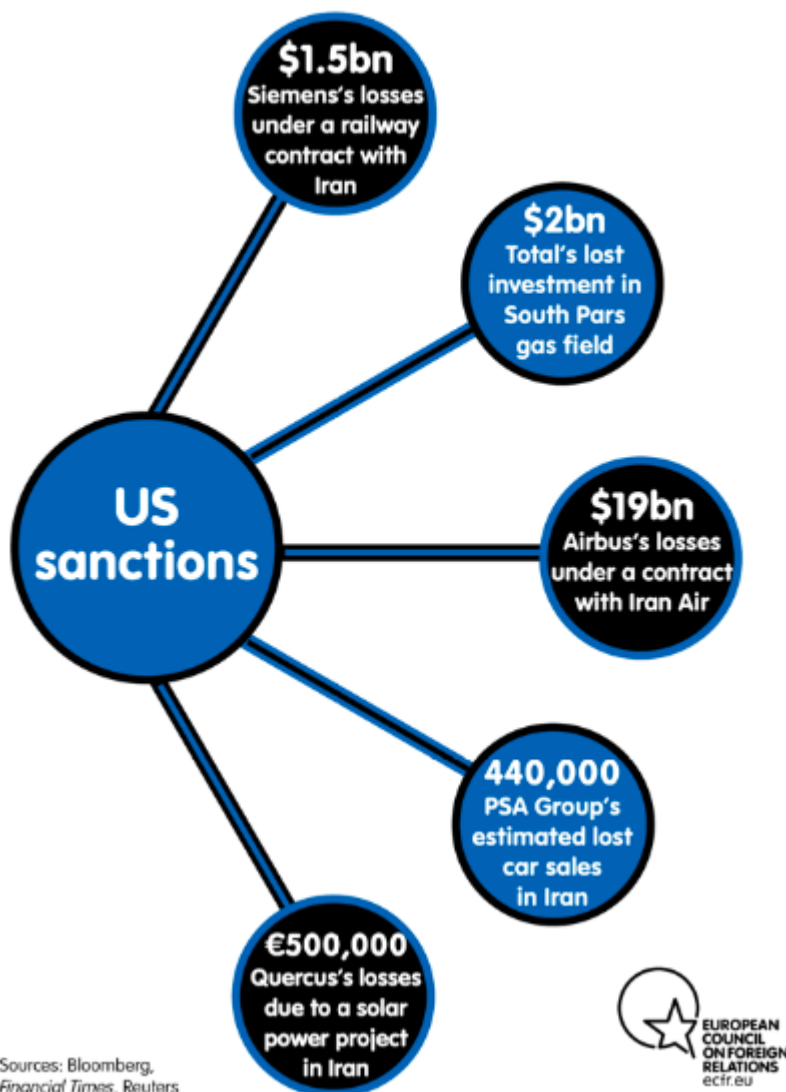 $1.5bn
Siemens's losses
under a railway
contract with
Iran
$2bn
Total's lost
investment in
South Pars
gas field
US
sanctions
$19bn
Airbus's losses
under a contract
with Iran Air
440,000
PSA Group's
estimated lost
car sales
in Iran
€500,000
Quercus's losses
due to a solar
power project
in Iran
Sources: Bloomberg,
Financial Times, Reuters
EUROPEAN
COUNCIL
ON FOREIGN
RELATIONS
ecfr.eu